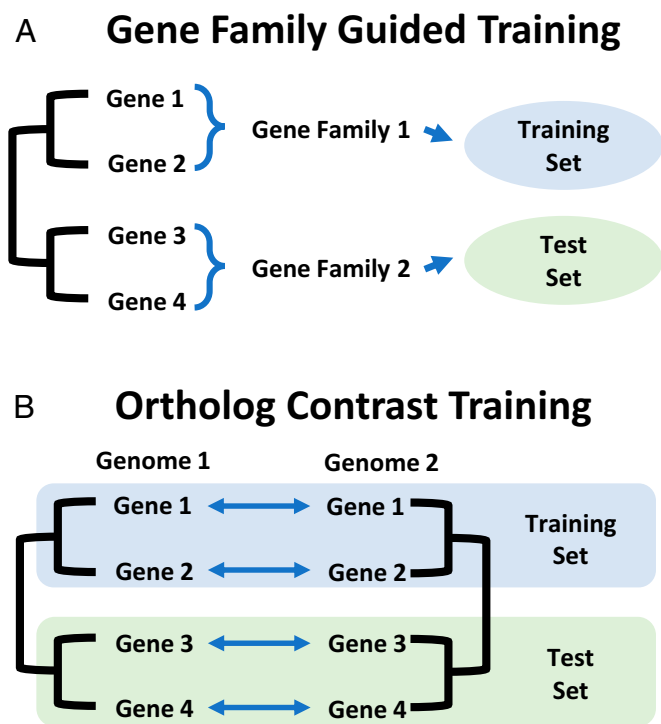 A Gene Family Guided Training
Gene 1
Gene 2
Gene Family 1
Training
Set
Gene 3
Gene 4
Gene Family 2
Test
Set
B Ortholog Contrast Training
Genome 1 Genome 2
Gene 1 Gene 1
Gene 2 Gene 2
Training
Set
Gene 3 Gene 3
Gene 4 Gene 4
Test
Set